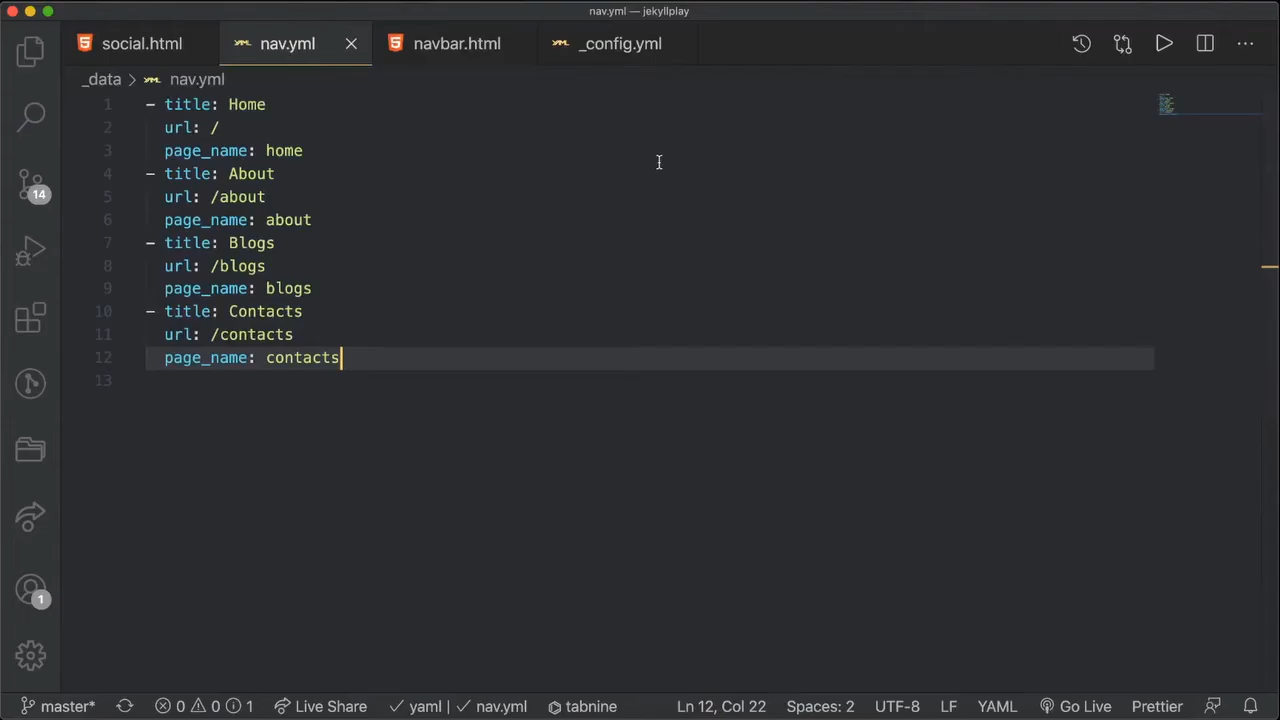 nav.yml — jekyllplay
social.html nav.yml navbar.html _config.yml
_data > nav.yml
1 - title: Home
2 url: /
3 page_name: home
4 - title: About
5 url: /about
6 page_name: about
7 - title: Blogs
8 url: /blogs
9 page_name: blogs
10 - title: Contacts
11 url: /contacts
12 page_name: contacts
13
14
1
master* 0 0 1 Live Share yaml | nav.yml tabnine Ln 12, Col 22 Spaces: 2 UTF-8 LF YAML Go Live Prettier